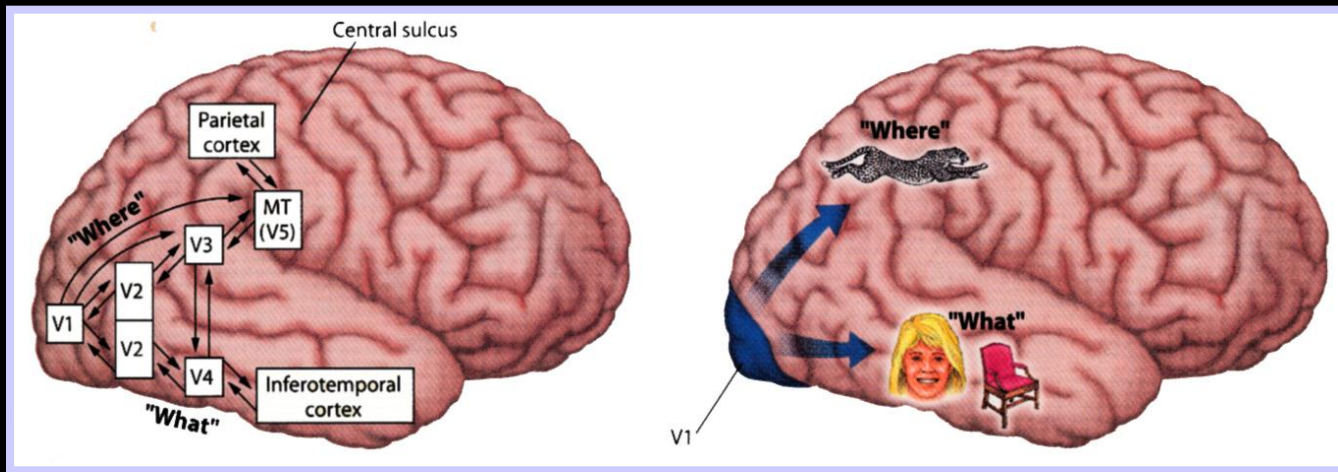 Central sulcus
Parietal
cortex
"Where"
MT
(V5)
V3
V2
V1
V2
V4
Inferotemporal
cortex
"What"
"Where"
"What"
V1